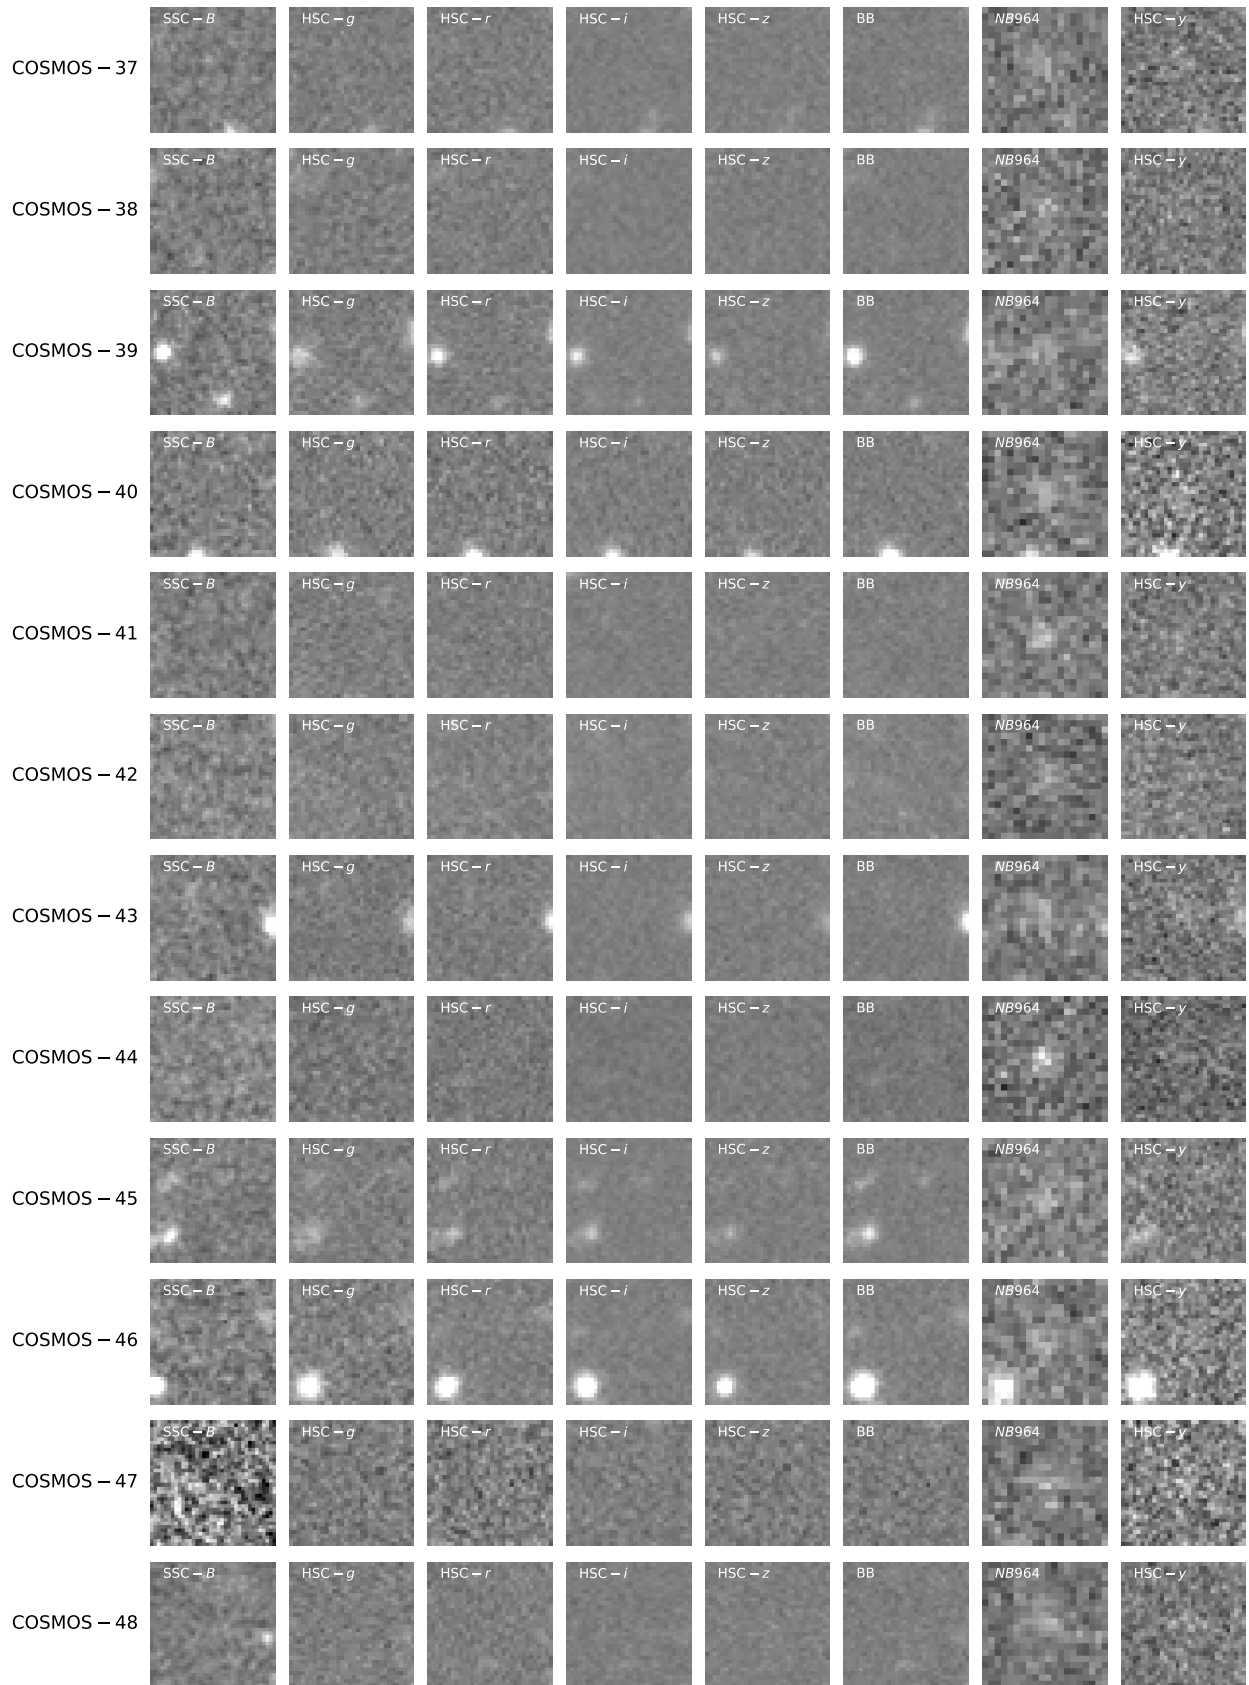 SSC − B HSC − g HSC − r HSC − i HSC − z BB NB964 HSC − y
COSMOS − 37
SSC − B HSC − g HSC − r HSC − i HSC − z BB NB964 HSC − y
COSMOS − 38
SSC − B HSC − g HSC − r HSC − i HSC − z BB NB964 HSC − y
COSMOS − 39
SSC − B HSC − g HSC − r HSC − i HSC − z BB NB964 HSC − y
COSMOS − 40
SSC − B HSC − g HSC − r HSC − i HSC − z BB NB964 HSC − y
COSMOS − 41
SSC − B HSC − g HSC − r HSC − i HSC − z BB NB964 HSC − y
COSMOS − 42
SSC − B HSC − g HSC − r HSC − i HSC − z BB NB964 HSC − y
COSMOS − 43
SSC − B HSC − g HSC − r HSC − i HSC − z BB NB964 HSC − y
COSMOS − 44
SSC − B HSC − g HSC − r HSC − i HSC − z BB NB964 HSC − y
COSMOS − 45
SSC − B HSC − g HSC − r HSC − i HSC − z BB NB964 HSC − y
COSMOS − 46
SSC − B HSC − g HSC − r HSC − i HSC − z BB NB964 HSC − y
COSMOS − 47
SSC − B HSC − g HSC − r HSC − i HSC − z BB NB964 HSC − y
COSMOS − 48